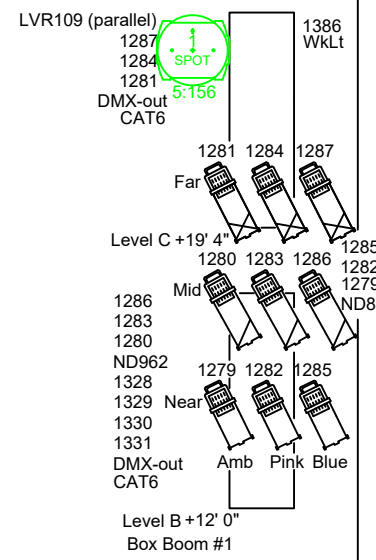 LVR109 (parallel)
1287
1284
1281
DMX-out
CAT6
1
SPOT
5:156
1386
WkLt
1281 1284 1287
Far
Level C +19' 4"
1285
1282
1279
ND8
1280 1283 1286
Mid
1286
1283
1280
ND962
1328
1329
1330
1331
DMX-out
CAT6
1279 1282 1285
Near
Amb Pink Blue
Level B +12' 0"
Box Boom #1